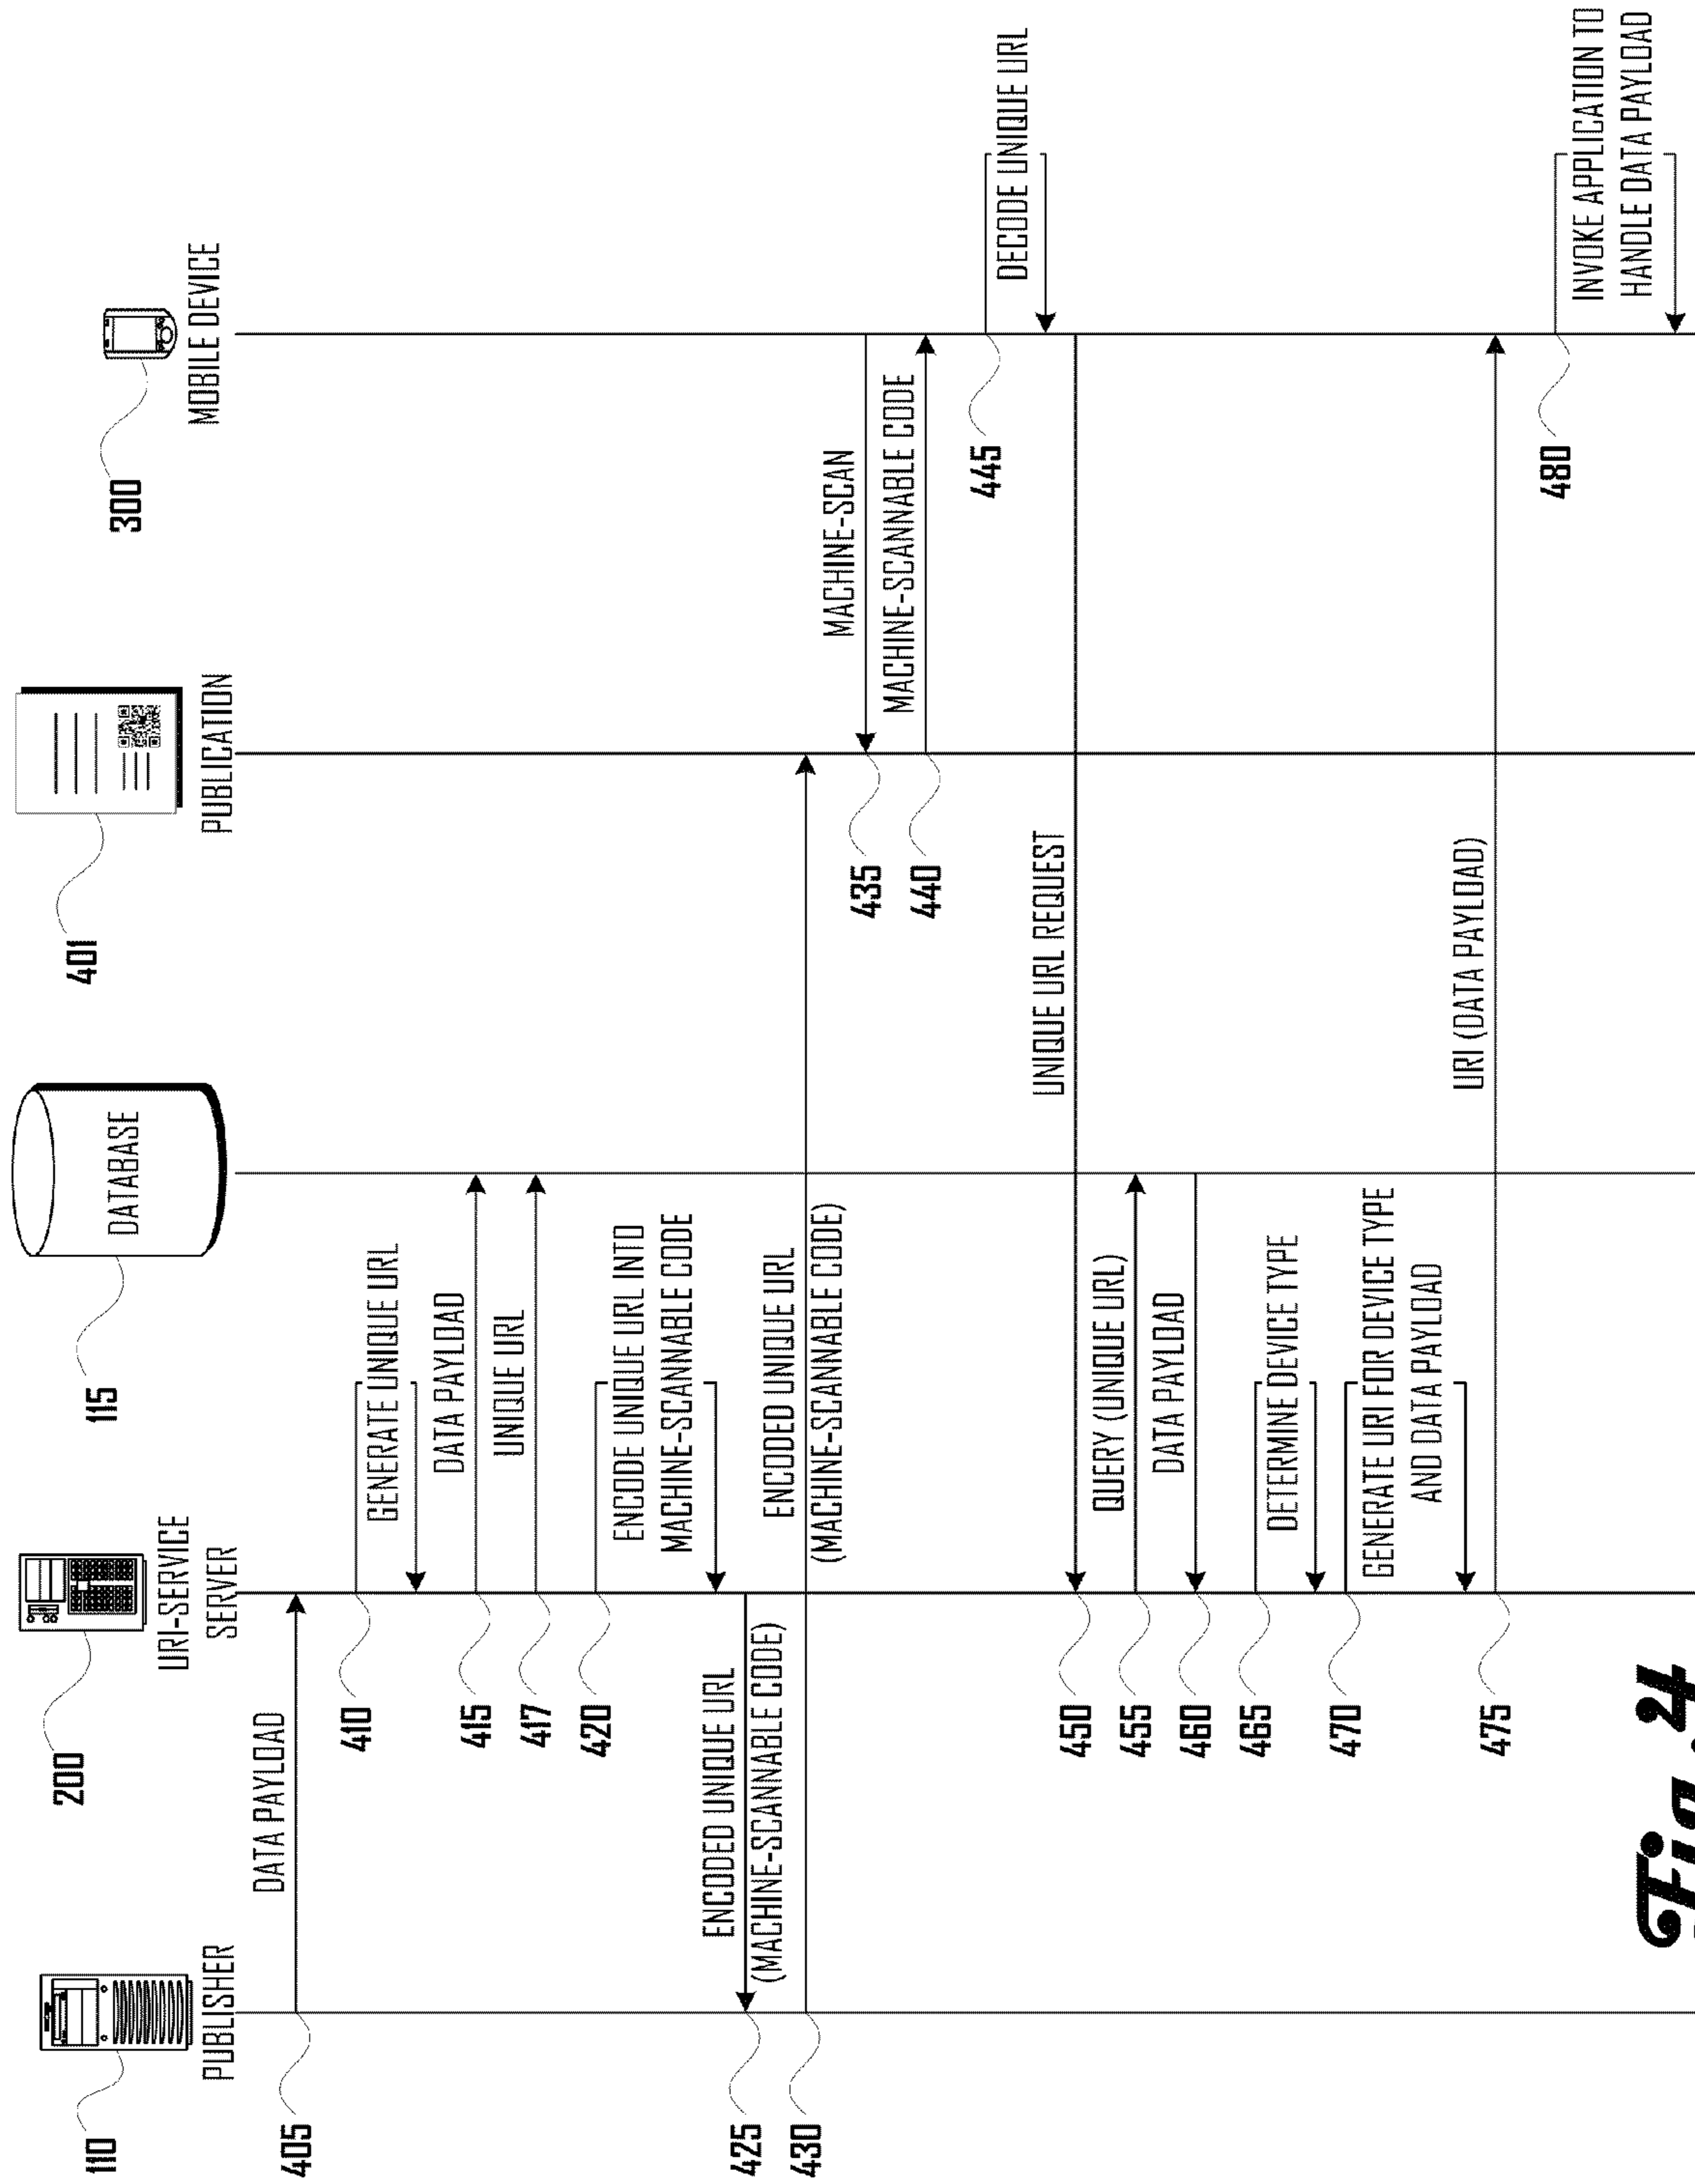 110
PUBLISHER
200
URI-SERVICE
SERVER
115
DATABASE
401
PUBLICATION
300
MOBILE DEVICE
405
DATA PAYLOAD
410
GENERATE UNIQUE URL
415
DATA PAYLOAD
417
UNIQUE URL
420
ENCODE UNIQUE URL INTO
MACHINE-SCANNABLE CODE
425
ENCODED UNIQUE URL
(MACHINE-SCANNABLE CODE)
430
ENCODED UNIQUE URL
(MACHINE-SCANNABLE CODE)
435
MACHINE-SCAN
440
MACHINE-SCANNABLE CODE
445
DECODE UNIQUE URL
450
UNIQUE URL REQUEST
455
QUERY (UNIQUE URL)
460
DATA PAYLOAD
465
DETERMINE DEVICE TYPE
470
GENERATE URI FOR DEVICE TYPE
AND DATA PAYLOAD
475
URI (DATA PAYLOAD)
480
INVOKE APPLICATION TO
HANDLE DATA PAYLOAD
Fig. 4